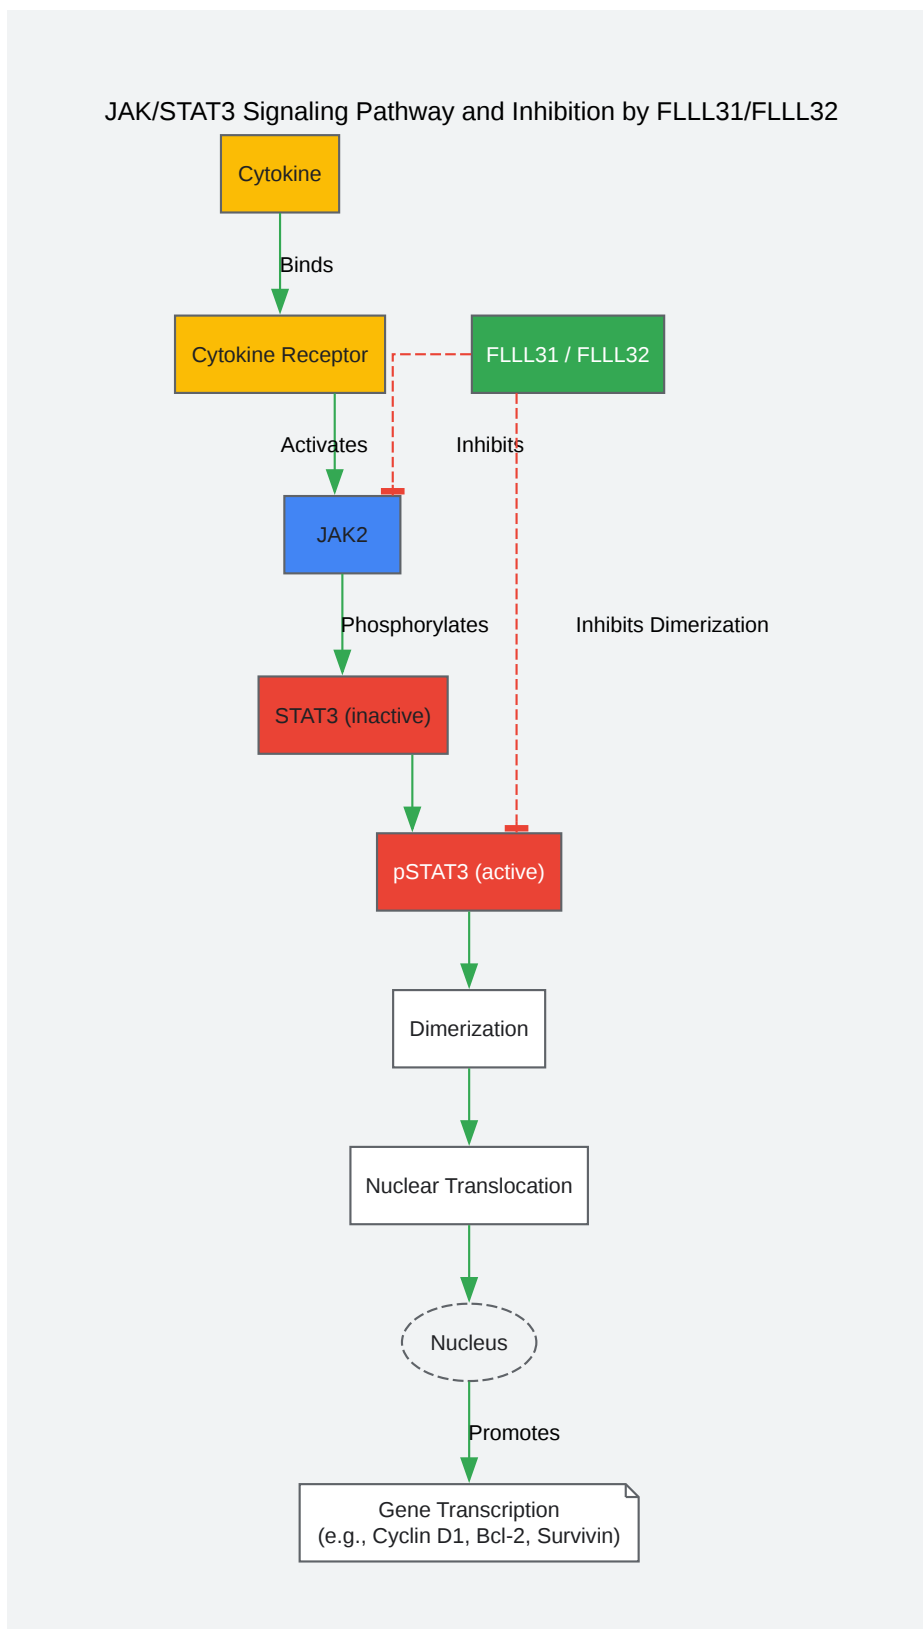 JAK/STAT3 Signaling Pathway and Inhibition by FLLL31/FLLL32
Cytokine
Binds
Cytokine Receptor
FLLL31 / FLLL32
Activates
Inhibits
JAK2
Phosphorylates
Inhibits Dimerization
STAT3 (inactive)
pSTAT3 (active)
Dimerization
Nuclear Translocation
Nucleus
Promotes
Gene Transcription
(e.g., Cyclin D1, Bcl-2, Survivin)